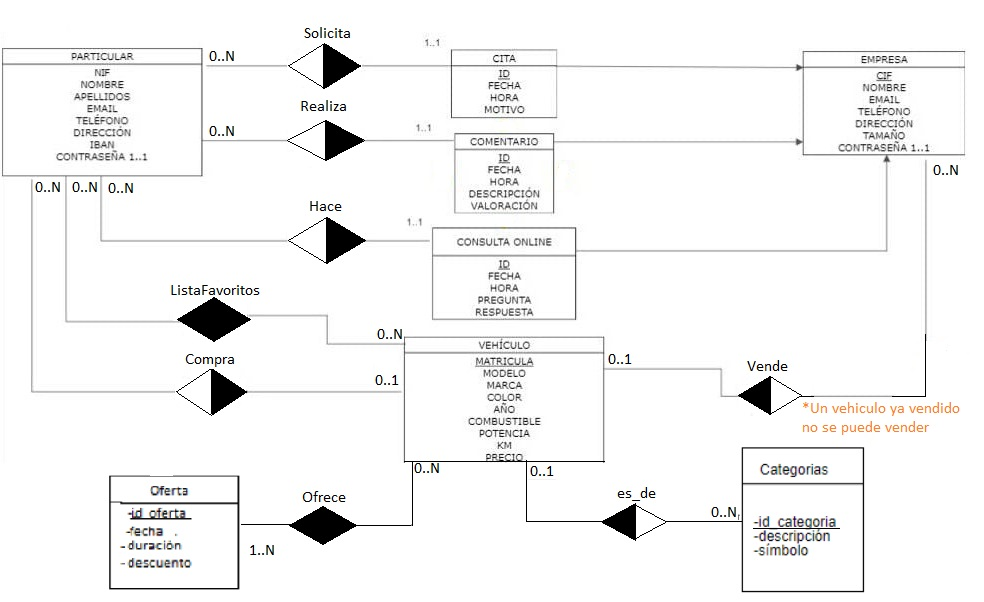 Solicita
1..1
0..N
PARTICULAR
NIF
NOMBRE
APELLIDOS
EMAIL
TELÉFONO
DIRECCIÓN
IBAN
CONTRASEÑA 1..1
CITA
ID
FECHA
HORA
MOTIVO
EMPRESA
CIF
NOMBRE
EMAIL
TELÉFONO
DIRECCIÓN
TAMAÑO
CONTRASEÑA 1..1
Realiza
0..N
1..1
COMENTARIO
ID
FECHA
HORA
DESCRIPCIÓN
VALORACIÓN
0..N 0..N 0..N
0..N
Hace
1..1
CONSULTA ONLINE
ID
FECHA
HORA
PREGUNTA
RESPUESTA
ListaFavoritos
0..N
Compra
0..1
VEHÍCULO
MATRICULA
MODELO
MARCA
COLOR
AÑO
COMBUSTIBLE
POTENCIA
KM
PRECIO
0..1
Vende
*Un vehiculo ya vendido
no se puede vender
0..N
0..1
Oferta
-id_oferta
-fecha .
-duración
-descuento
Ofrece
1..N
es_de
0..N
Categorias
-id_categoria
-descripción
-símbolo